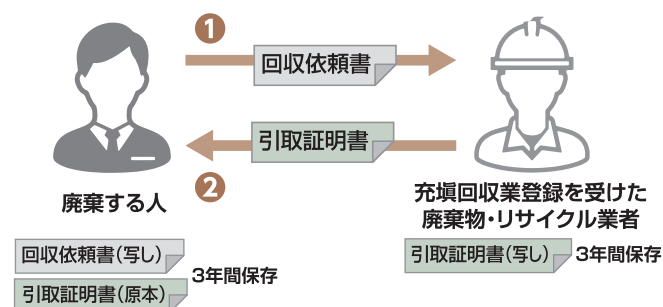 1
回収依頼書
引取証明書
2
廃棄する人
充塡回収業登録を受けた
廃棄物・リサイクル業者
回収依頼書(写し)
引取証明書(原本)
3年間保存
引取証明書(写し)
3年間保存